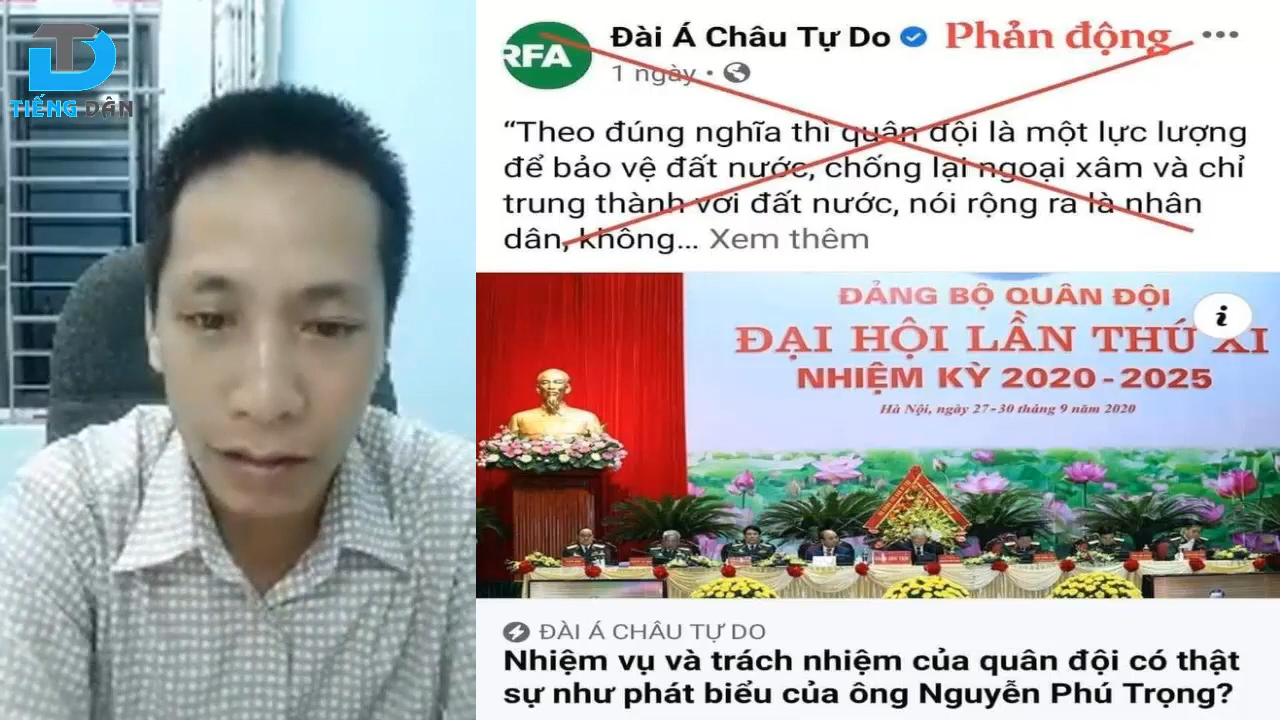 TD
TIẾNG DÂN
RFA
Đài Á Châu Tự Do
Phản động
1 ngày
“Theo đúng nghĩa thì quân đội là một lực lượng
để bảo vệ đất nước, chống lại ngoại xâm và chỉ
trung thành với đất nước, nói rộng ra là nhân
dân, không... Xem thêm
ĐẢNG BỘ QUÂN ĐỘI
ĐẠI HỘI LẦN THỨ XI
NHIỆM KỲ 2020 - 2025
Hà Nội, ngày 27-30 tháng 9 năm 2020
i
ĐÀI Á CHÂU TỰ DO
Nhiệm vụ và trách nhiệm của quân đội có thật
sự như phát biểu của ông Nguyễn Phú Trọng?